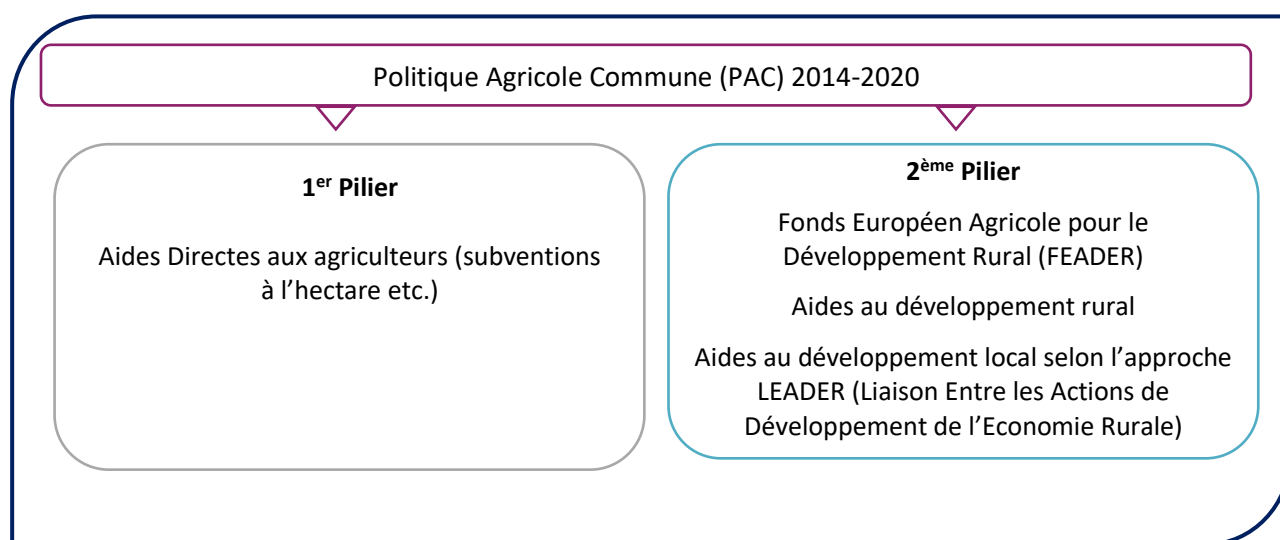 Politique Agricole Commune (PAC) 2014-2020
1er Pilier
Aides Directes aux agriculteurs (subventions
à l’hectare etc.)
2ème Pilier
Fonds Européen Agricole pour le
Développement Rural (FEADER)
Aides au développement rural
Aides au développement local selon l’approche
LEADER (Liaison Entre les Actions de
Développement de l’Economie Rurale)